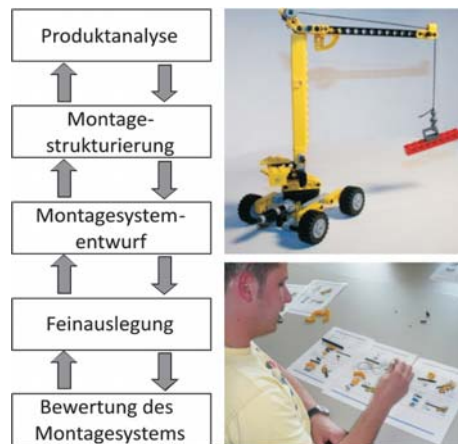 Produktanalyse
Montage-
strukturierung
Montagesystem-
entwurf
Feinauslegung
Bewertung des
Montagesystems